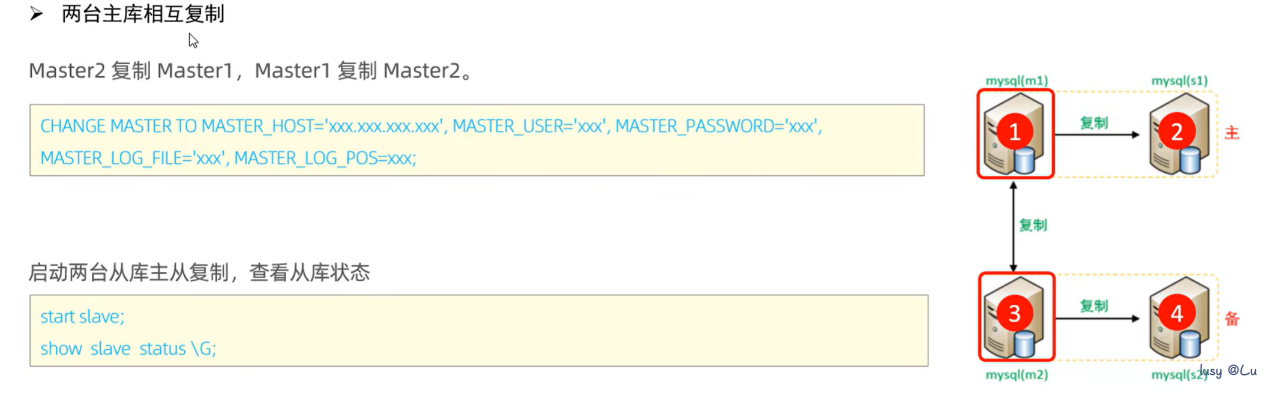 ➢ 两台主库相互复制
Master2 复制 Master1，Master1 复制 Master2。
CHANGE MASTER TO MASTER_HOST='xxx.xxx.xxx.xxx', MASTER_USER='xxx', MASTER_PASSWORD='xxx',
MASTER_LOG_FILE='xxx', MASTER_LOG_POS=xxx;
启动两台从库主从复制，查看从库状态
start slave;
show slave status \G;
mysql(m1)
mysql(s1)
1
复制
2
主
复制
3
复制
4
备
mysql(m2)
mysql(s2)
lusy @Lu